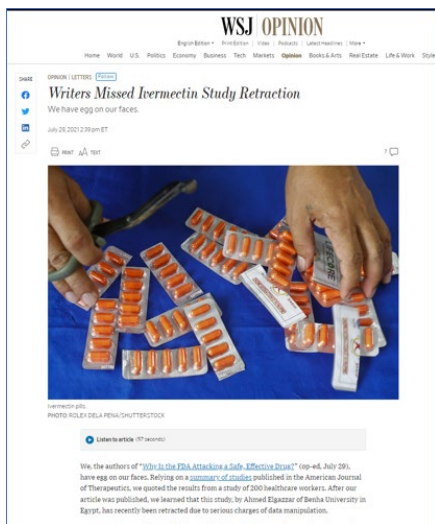 WSJ OPINION
English Edition Print Edition Video Podcasts Latest Headlines More
Home World U.S. Politics Economy Business Tech Markets Opinion Books & Arts Real Estate Life & Work Style
SHARE
OPINION | LETTERS Follow
Writers Missed Ivermectin Study Retraction
We have egg on our faces.
July 29, 2021 2:39 pm ET
PRINT AA TEXT
7
Ivermectin pills.
PHOTO: ROLEX DELA PENA/SHUTTERSTOCK
Listen to article (57 seconds)
We, the authors of “Why Is the FDA Attacking a Safe, Effective Drug?” (op-ed, July 29),
have egg on our faces. Relying on a summary of studies published in the American Journal
of Therapeutics, we quoted the results from a study of 200 healthcare workers. After our
article was published, we learned that this study, by Ahmed Elgazzar of Benha University in
Egypt, has recently been retracted due to serious charges of data manipulation.